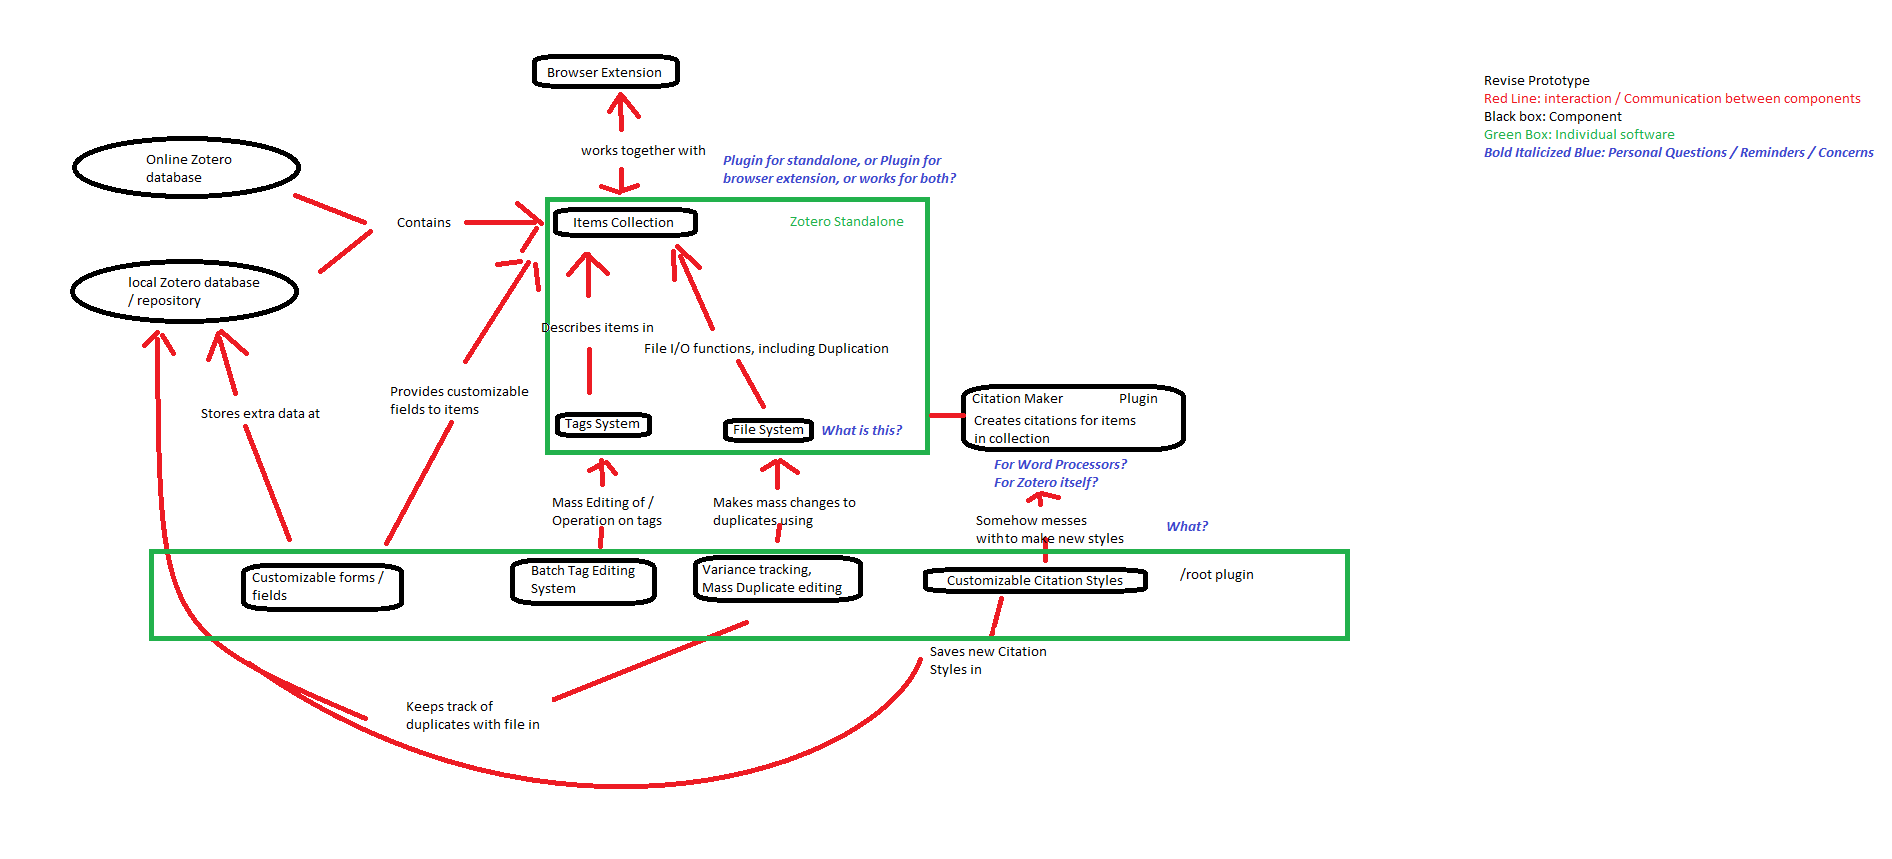 Browser Extension
Revise Prototype
Red Line: interaction / Communication between components
Black box: Component
Green Box: Individual software
Bold Italicized Blue: Personal Questions / Reminders / Concerns
works together with
Plugin for standalone, or Plugin for
browser extension, or works for both?
Online Zotero
database
Contains
Items Collection
Zotero Standalone
local Zotero database
/ repository
Describes items in
File I/O functions, including Duplication
Provides customizable
fields to items
Stores extra data at
Tags System
File System
What is this?
Citation Maker Plugin
Creates citations for items
in collection
For Word Processors?
For Zotero itself?
Mass Editing of /
Operation on tags
Makes mass changes to
duplicates using
Somehow messes
withto make new styles
What?
Customizable forms /
fields
Batch Tag Editing
System
Variance tracking,
Mass Duplicate editing
Customizable Citation Styles
/root plugin
Saves new Citation
Styles in
Keeps track of
duplicates with file in